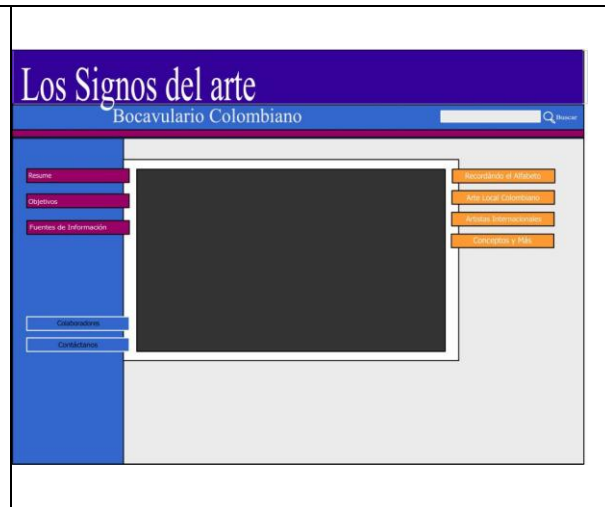 Los Signos del arte
Bocavulario Colombiano
Buscar
Resume
Objetivos
Fuentes de Información
Colaboradores
Contáctanos
Recordándo el Alfabeto
Arte Local Colombiano
Artistas Internacionales
Conceptos y Más